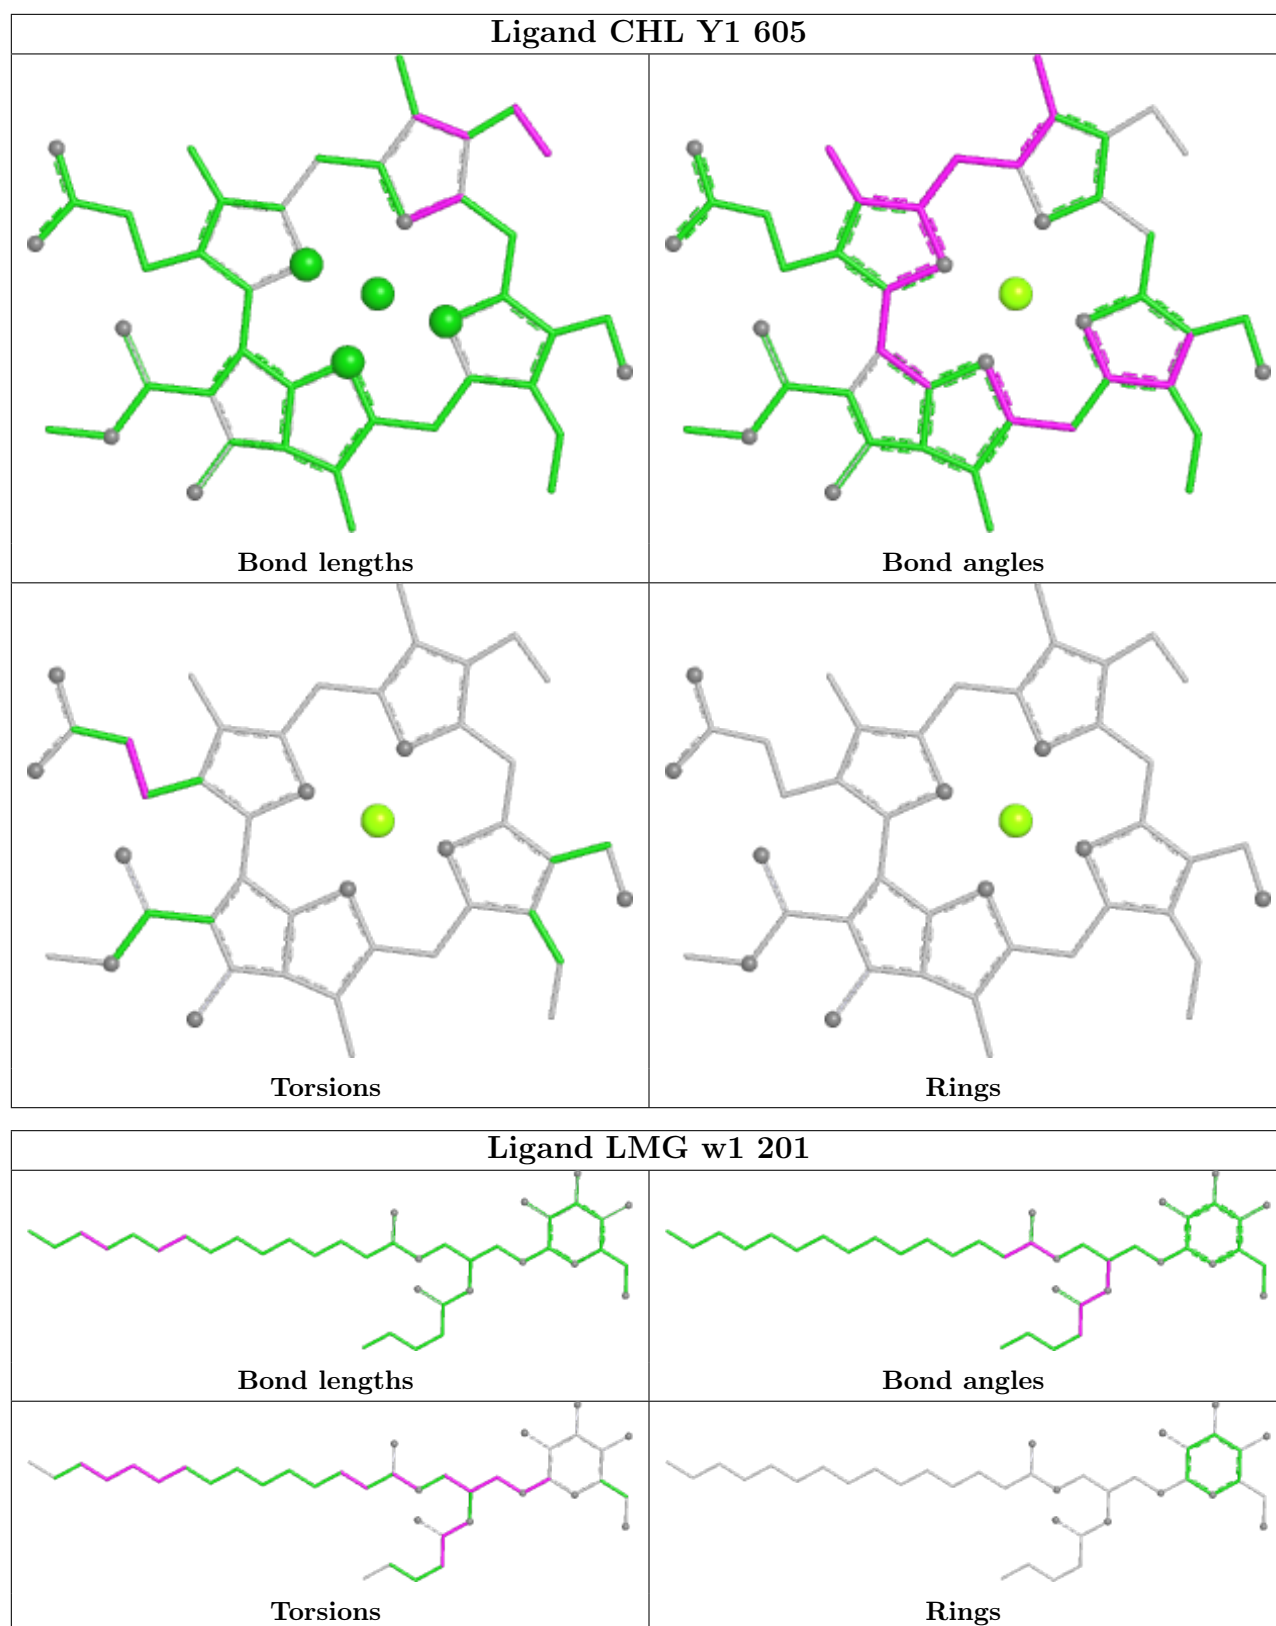 Ligand CHL Y1 605
Bond lengths
Bond angles
Torsions
Rings
Ligand LMG w1 201
Bond lengths
Bond angles
Torsions
Rings